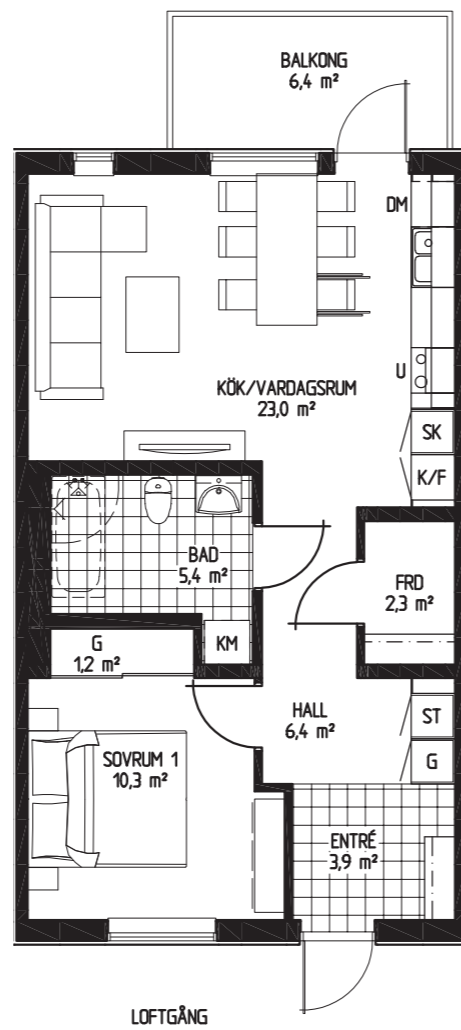 BALKONG
6,4 m²
DM
KÖK/VARDAGSRUM
23,0 m²
U
SK
K/F
BAD
5,4 m²
FRD
2,3 m²
KM
G
1,2 m²
HALL
6,4 m²
ST
G
SOVRUM 1
10,3 m²
ENTRÉ
3,9 m²
LOFTGÅNG